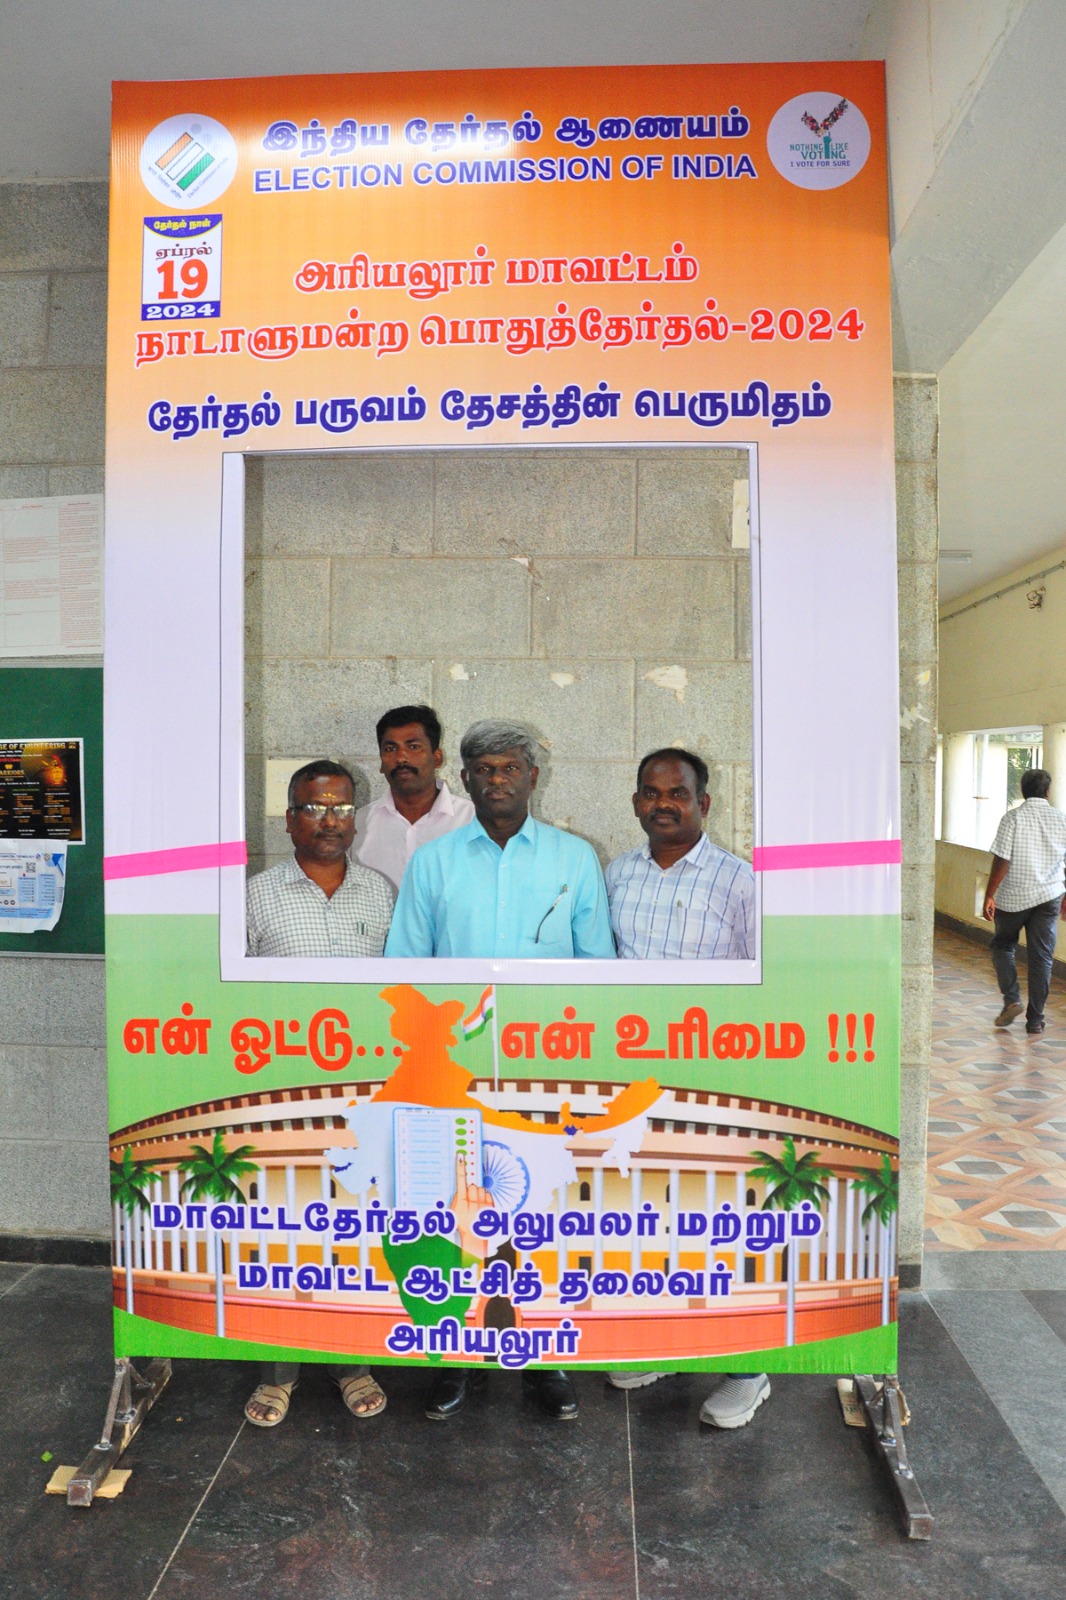 இந்திய தேர்தல் ஆணையம்
ELECTION COMMISSION OF INDIA
NOTHING LIKE
VOTING
I VOTE FOR SURE
தேர்தல் நாள்
ஏப்ரல்
19
2024
அரியலூர் மாவட்டம்
நாடாளுமன்ற பொதுத்தேர்தல்-2024
தேர்தல் பருவம் தேசத்தின் பெருமிதம்
என் ஓட்டு... என் உரிமை !!!
மாவட்டதேர்தல் அலுவலர் மற்றும்
மாவட்ட ஆட்சித் தலைவர்
அரியலூர்